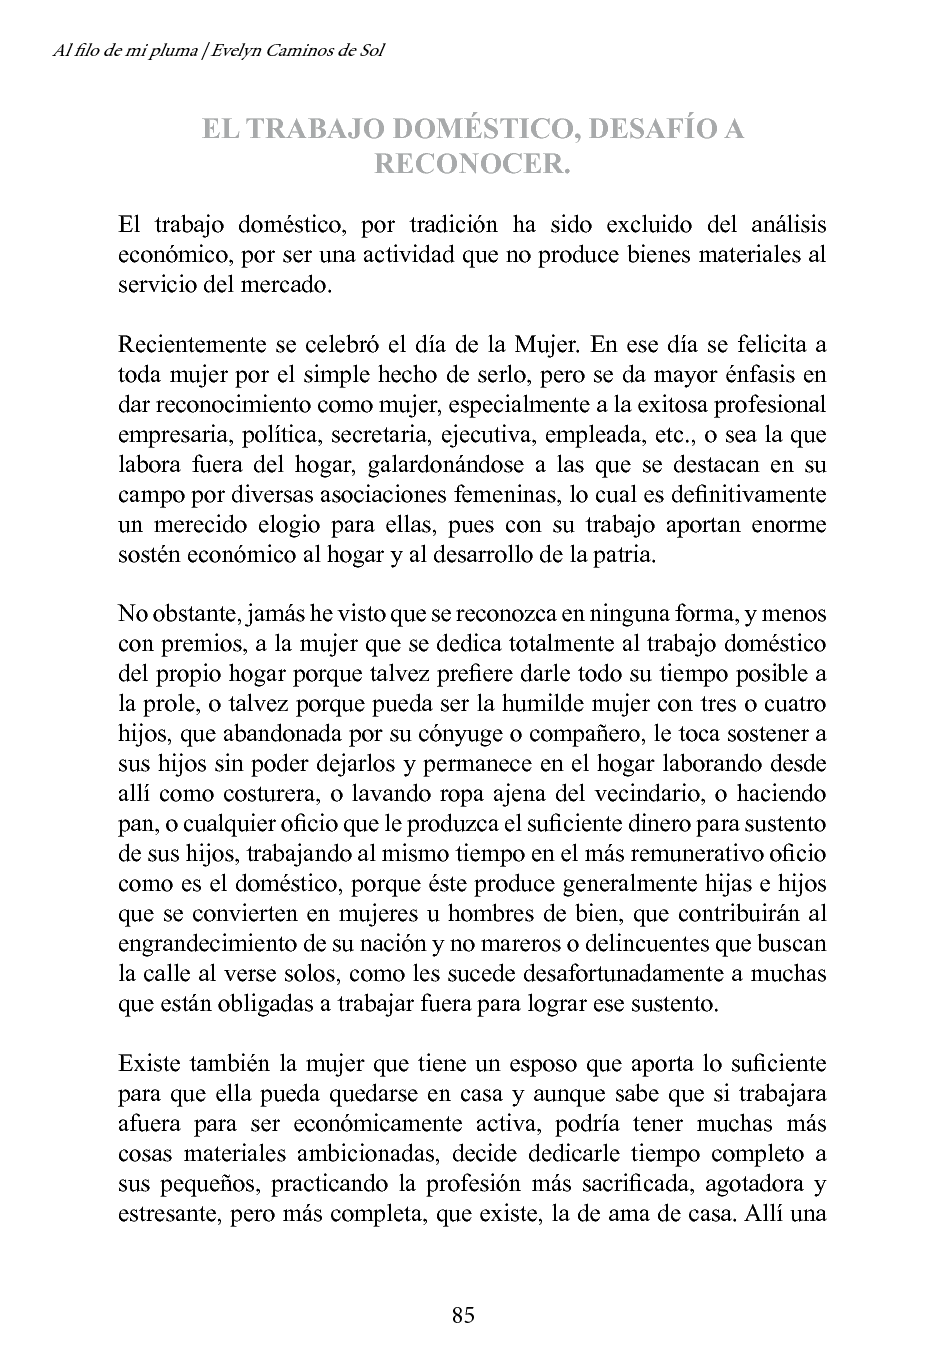 Al filo de mi pluma | Evelyn Caminos de Sol
EL TRABAJO DOMÉSTICO, DESAFÍO A
RECONOCER.
El trabajo doméstico, por tradición ha sido excluido del análisis
económico, por ser una actividad que no produce bienes materiales al
servicio del mercado.
Recientemente se celebró el día de la Mujer. En ese día se felicita a
toda mujer por el simple hecho de serlo, pero se da mayor énfasis en
dar reconocimiento como mujer, especialmente a la exitosa profesional
empresaria, política, secretaria, ejecutiva, empleada, etc., o sea la que
labora fuera del hogar, galardonándose a las que se destacan en su
campo por diversas asociaciones femeninas, lo cual es definitivamente
un merecido elogio para ellas, pues con su trabajo aportan enorme
sostén económico al hogar y al desarrollo de la patria.
No obstante, jamás he visto que se reconozca en ninguna forma, y menos
con premios, a la mujer que se dedica totalmente al trabajo doméstico
del propio hogar porque talvez prefiere darle todo su tiempo posible a
la prole, o talvez porque pueda ser la humilde mujer con tres o cuatro
hijos, que abandonada por su cónyuge o compañero, le toca sostener a
sus hijos sin poder dejarlos y permanece en el hogar laborando desde
allí como costurera, o lavando ropa ajena del vecindario, o haciendo
pan, o cualquier oficio que le produzca el suficiente dinero para sustento
de sus hijos, trabajando al mismo tiempo en el más remunerativo oficio
como es el doméstico, porque éste produce generalmente hijas e hijos
que se convierten en mujeres u hombres de bien, que contribuirán al
engrandecimiento de su nación y no mareros o delincuentes que buscan
la calle al verse solos, como les sucede desafortunadamente a muchas
que están obligadas a trabajar fuera para lograr ese sustento.
Existe también la mujer que tiene un esposo que aporta lo suficiente
para que ella pueda quedarse en casa y aunque sabe que si trabajara
afuera para ser económicamente activa, podría tener muchas más
cosas materiales ambicionadas, decide dedicarle tiempo completo a
sus pequeños, practicando la profesión más sacrificada, agotadora y
estresante, pero más completa, que existe, la de ama de casa. Allí una
85